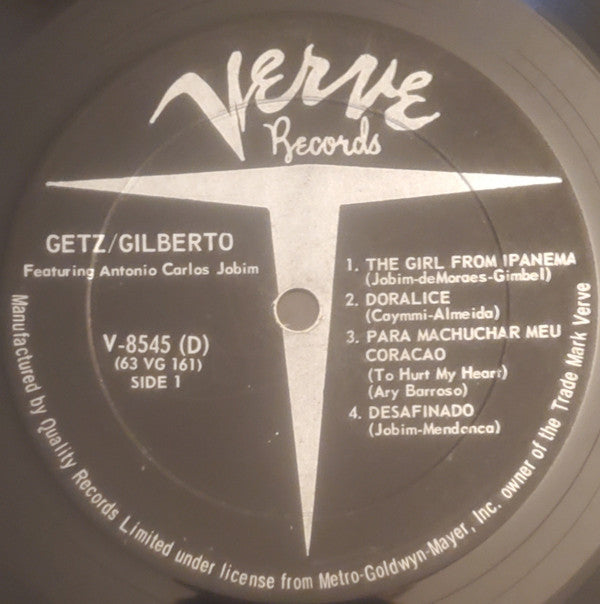 Verve
Records
GETZ/GILBERTO
Featuring Antonio Carlos Jobim
V-8545 (D)
(63 VG 161)
SIDE 1
1. THE GIRL FROM IPANEMA
(Jobim-deMoraes-Gimbel)
2. DORALICE
(Caymmi-Almeida)
3. PARA MACHUCHAR MEU
CORACAO
(To Hurt My Heart)
(Ary Barroso)
4. DESAFINADO
(Jobim-Mendonca)
Manufactured by Quality Records Limited under license from Metro-Goldwyn-Mayer, Inc. owner of the Trade Mark Verve